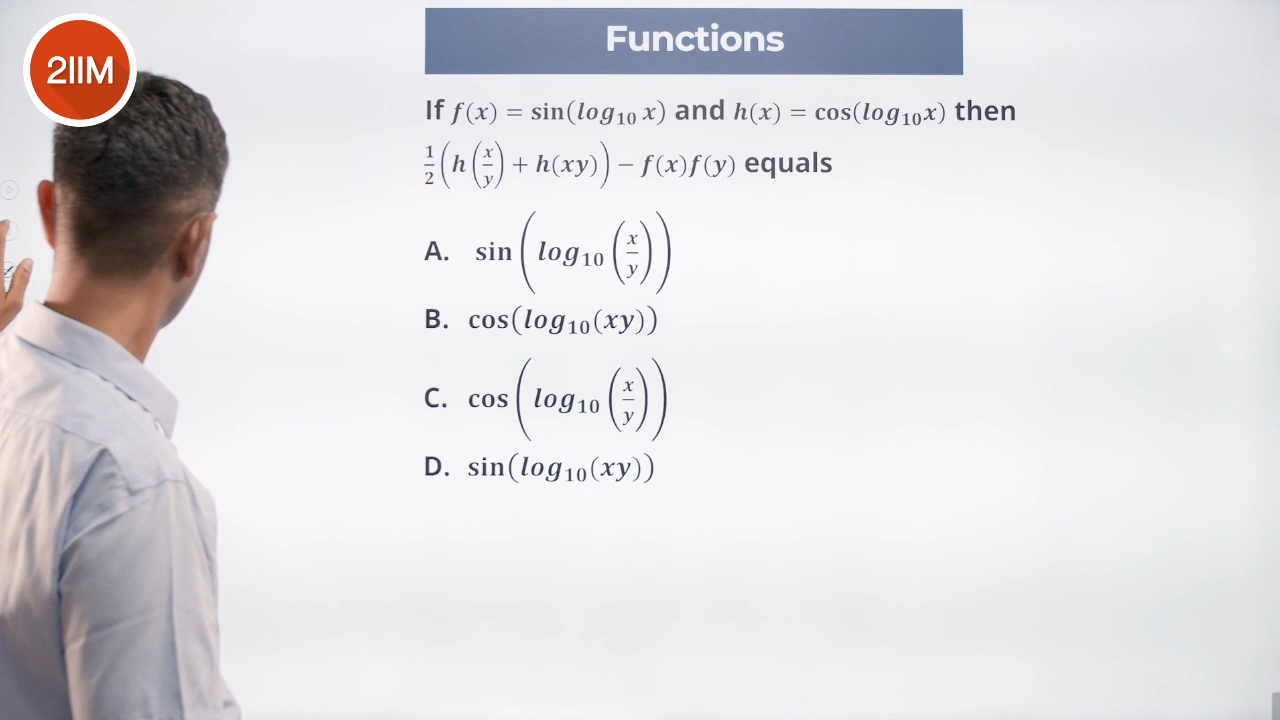 2IIM
Functions
If f(x) = sin(log₁₀ x) and h(x) = cos(log₁₀x) then
1/2 (h(x/y) + h(xy)) − f(x)f(y) equals
A. sin(log₁₀(x/y))
B. cos(log₁₀(xy))
C. cos(log₁₀(x/y))
D. sin(log₁₀(xy))